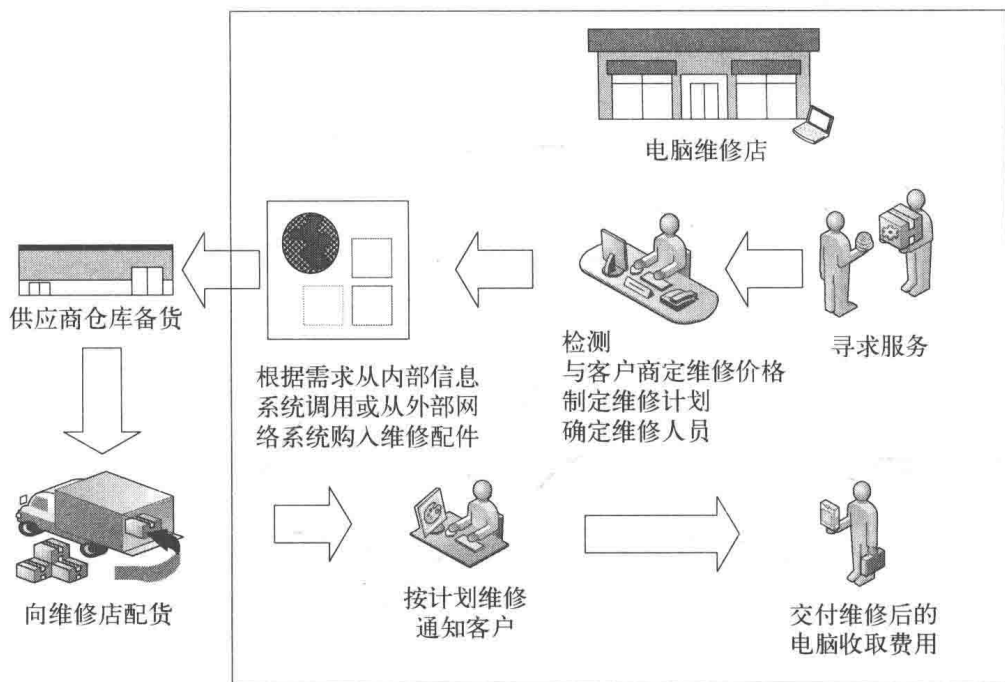 电脑维修店
寻求服务
检测
与客户商定维修价格
制定维修计划
确定维修人员
根据需求从内部信息
系统调用或从外部网
络系统购入维修配件
供应商仓库备货
向维修店配货
按计划维修
通知客户
交付维修后的
电脑收取费用